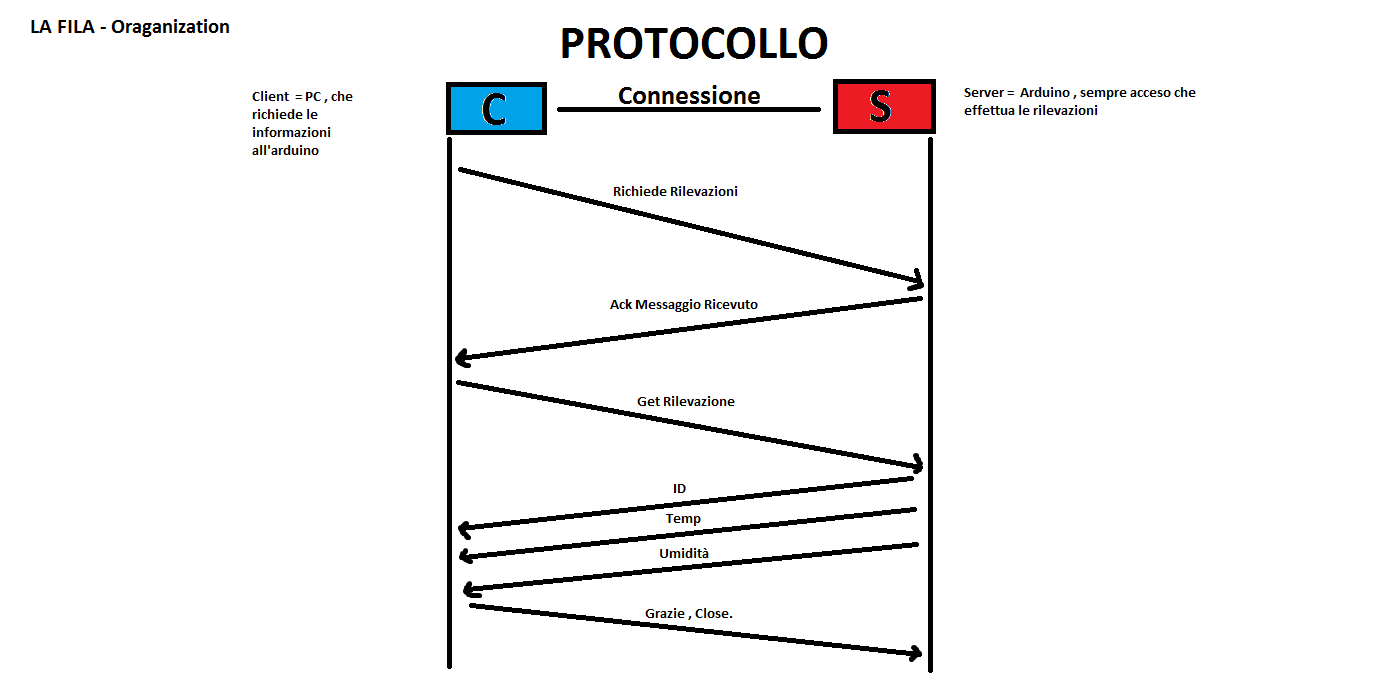 LA FILA - Oraganization
PROTOCOLLO
Client = PC , che
richiede le
informazioni
all'arduino
C
Connessione
S
Server = Arduino , sempre acceso che
effettua le rilevazioni
Richiede Rilevazioni
Ack Messaggio Ricevuto
Get Rilevazione
ID
Temp
Umidità
Grazie , Close.